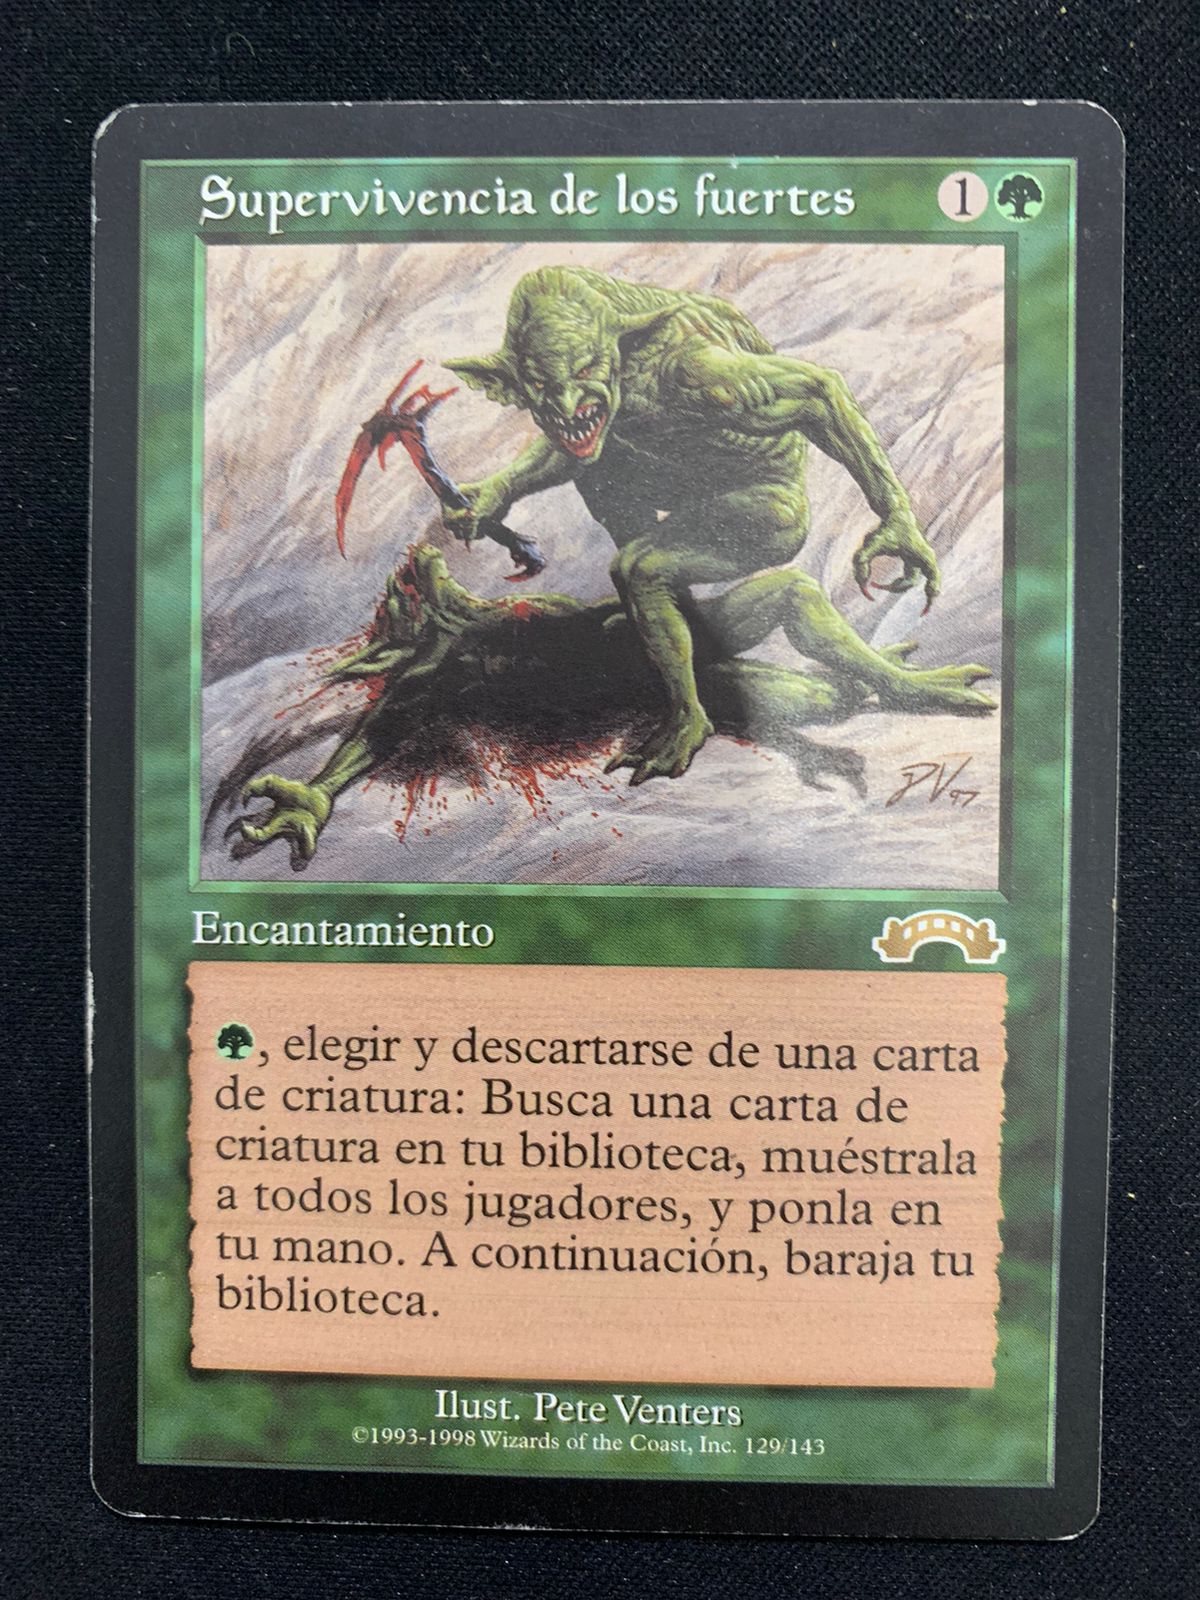 Supervivencia de los fuertes 1
PV97
Encantamiento
, elegir y descartarse de una carta
de criatura: Busca una carta de
criatura en tu biblioteca, muéstrala
a todos los jugadores, y ponla en
tu mano. A continuación, baraja tu
biblioteca.
Ilust. Pete Venters
©1993-1998 Wizards of the Coast, Inc. 129/143